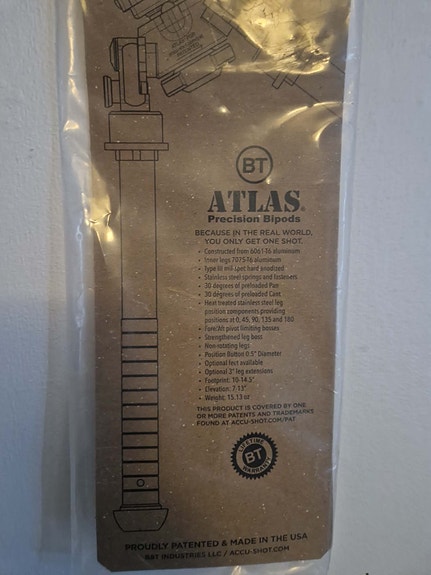 BT
ATLAS®
Precision Bipods
BECAUSE IN THE REAL WORLD,
YOU ONLY GET ONE SHOT.
• Constructed from 6061-T6 aluminum
• Inner legs 7075-T6 aluminum
• Type III mil-spec hard anodized
• Stainless steel springs and fasteners
• 30 degrees of preloaded Pan
• 30 degrees of preloaded Cant
• Heat treated stainless steel leg
position components providing
positions at 0, 45, 90, 135 and 180
• Fore/aft pivot limiting bosses
• Strengthened leg boss
• Non-rotating legs
• Position Button 0.5" Diameter
• Optional feet available
• Optional 3" leg extensions
• Footprint: 10-14.5"
• Elevation: 7-13"
• Weight: 15.13 oz
THIS PRODUCT IS COVERED BY ONE
OR MORE PATENTS AND TRADEMARKS
FOUND AT ACCU-SHOT.COM/PAT
LIFETIME
BT
WARRANTY
PROUDLY PATENTED & MADE IN THE USA
B&T INDUSTRIES LLC / ACCU-SHOT.COM